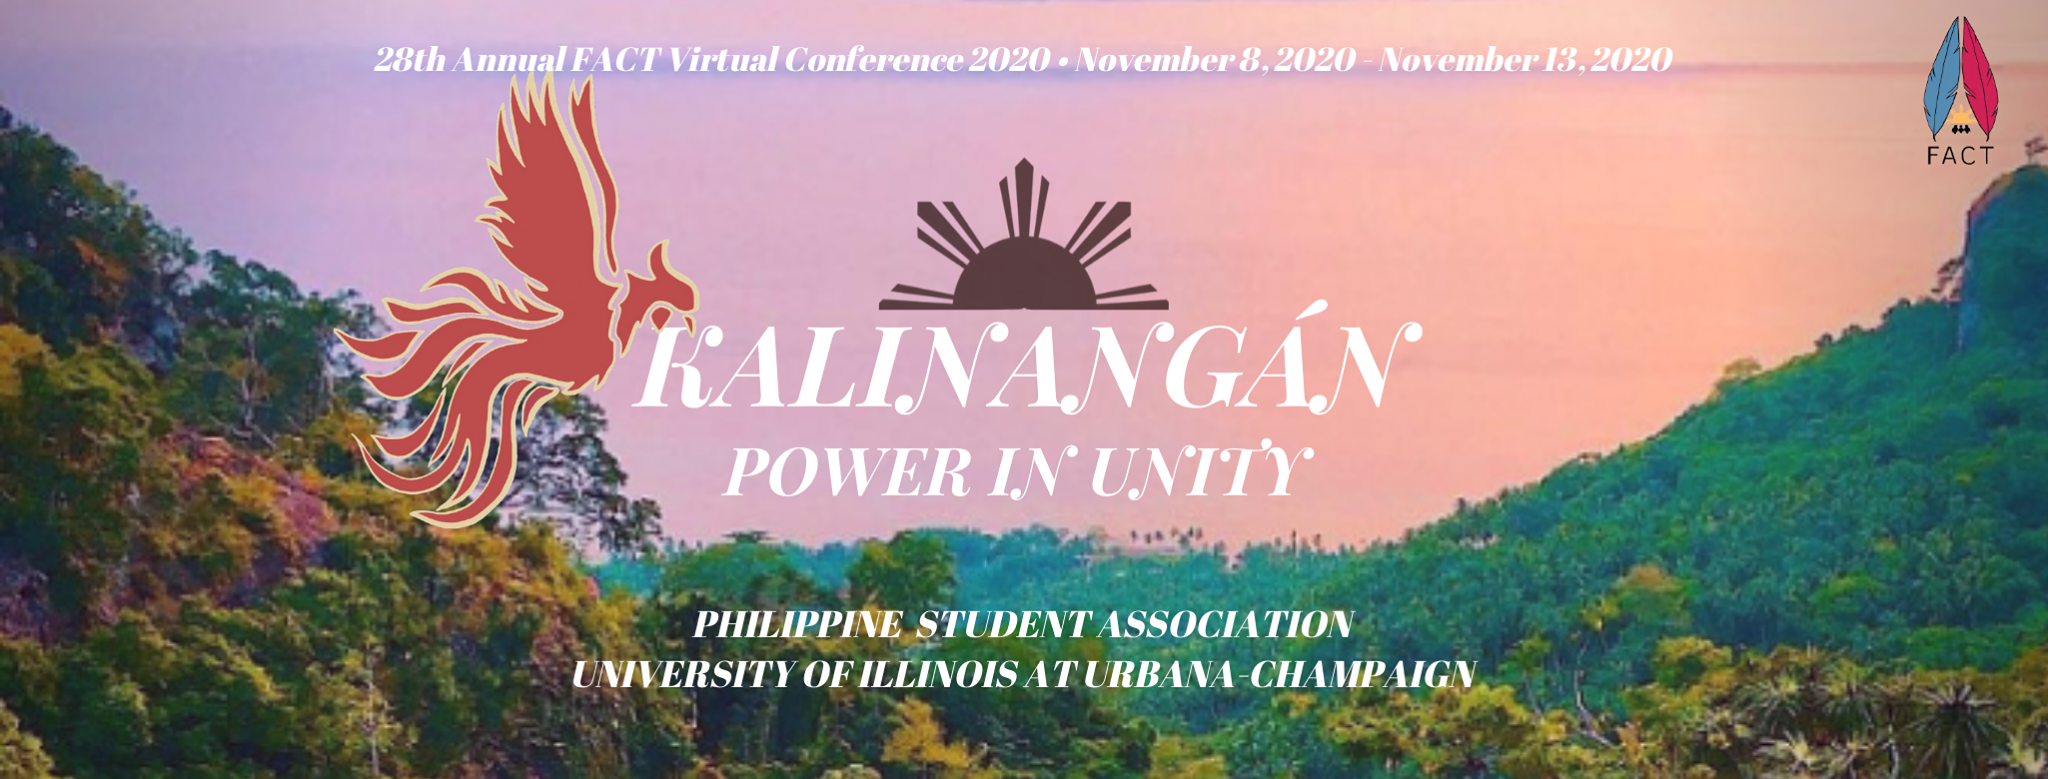 28th Annual FACT Virtual Conference 2020 • November 8, 2020 - November 13, 2020
FACT
KALINANGÁN
POWER IN UNITY
PHILIPPINE STUDENT ASSOCIATION
UNIVERSITY OF ILLINOIS AT URBANA-CHAMPAIGN